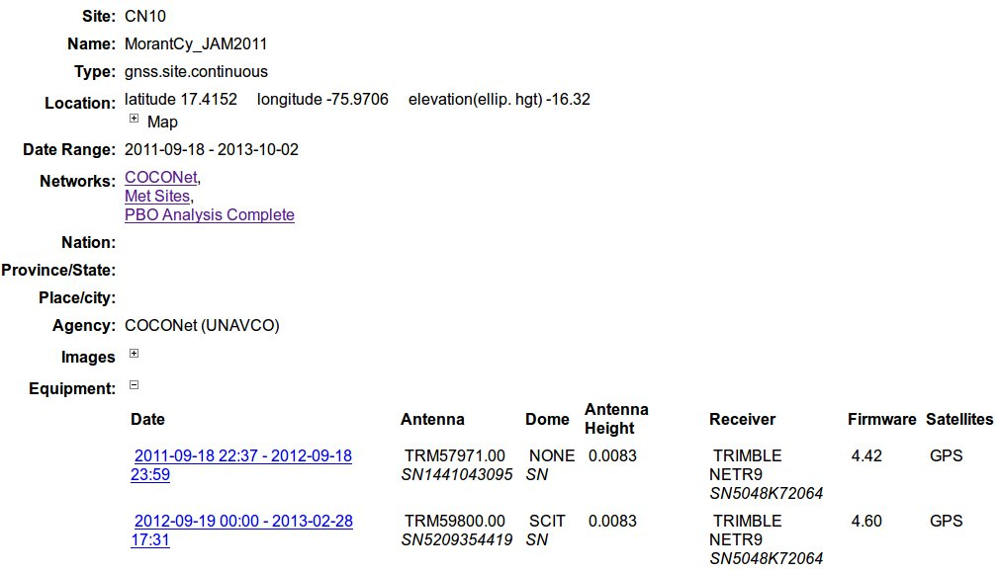 Site: CN10
Name: MorantCy_JAM2011
Type: gnss.site.continuous
Location: latitude 17.4152 longitude -75.9706 elevation(ellip. hgt) -16.32
Map
Date Range: 2011-09-18 - 2013-10-02
Networks: COCONet,
Met Sites,
PBO Analysis Complete
Nation:
Province/State:
Place/city:
Agency: COCONet (UNAVCO)
Images
Equipment:
Date Antenna Dome Antenna Height Receiver Firmware Satellites
2011-09-18 22:37 - 2012-09-18 TRM57971.00 NONE 0.0083 TRIMBLE 4.42 GPS
23:59 SN1441043095 SN NETR9
SN5048K72064
2012-09-19 00:00 - 2013-02-28 TRM59800.00 SCIT 0.0083 TRIMBLE 4.60 GPS
17:31 SN5209354419 SN NETR9
SN5048K72064